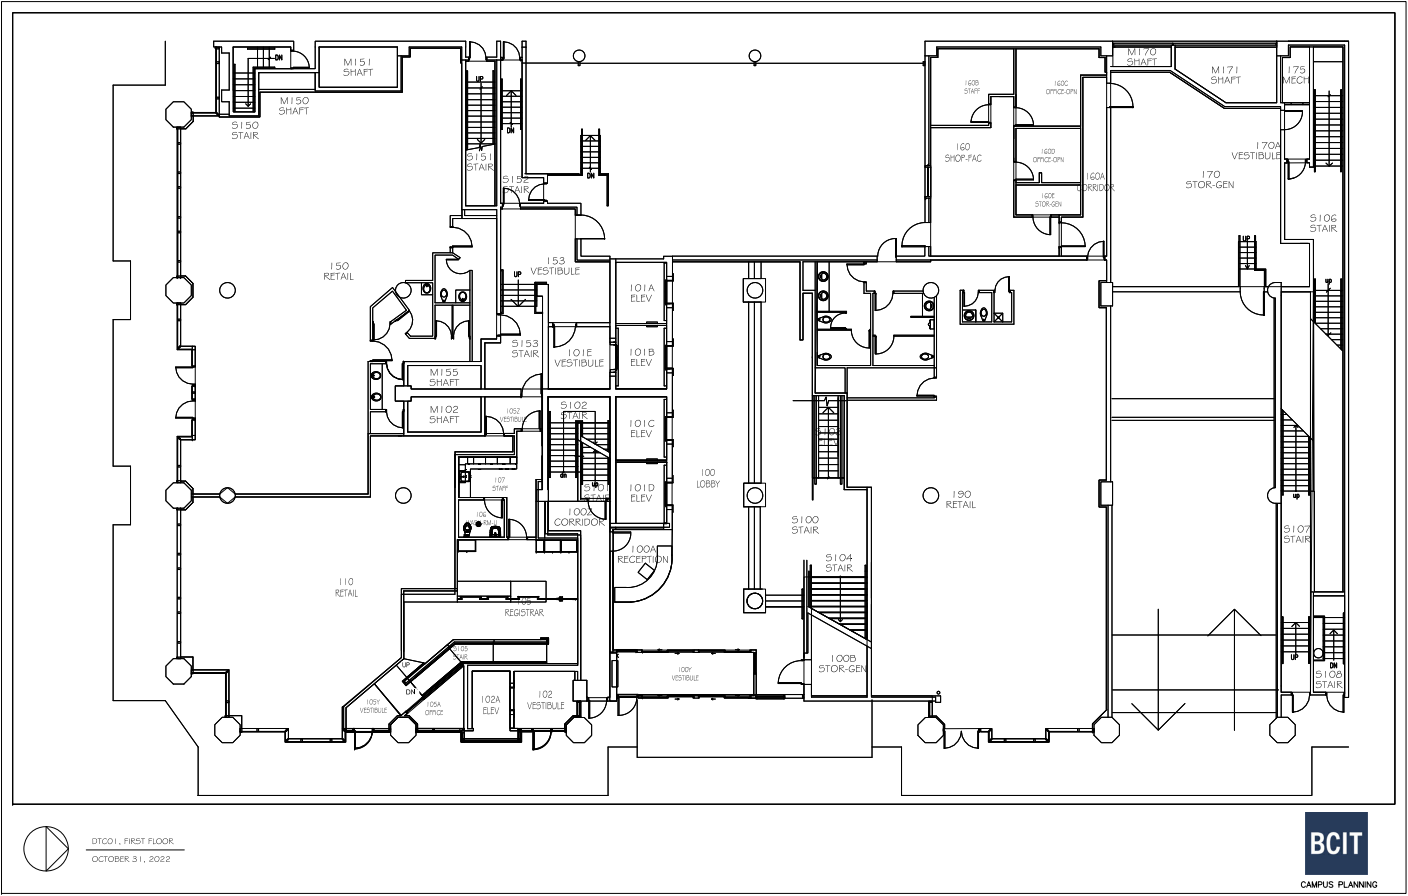 DN
M151
SHAFT
M150
SHAFT
S150
STAIR
UP
S151
STAIR
DN
S152
STAIR
DN
160B
STAFF
160C
OFFICE-OPN
160
SHOP-FAC
160D
OFFICE-OPN
160E
STOR-GEN
160A
CORRIDOR
M170
SHAFT
M171
SHAFT
175
MECH
170A
VESTIBULE
170
STOR-GEN
S106
STAIR
UP
UP
150
RETAIL
153
VESTIBULE
UP
101A
ELEV
S153
STAIR
101E
VESTIBULE
101B
ELEV
M155
SHAFT
M102
SHAFT
105Z
VESTIBULE
S102
STAIR
101C
ELEV
100
LOBBY
DN
UP
S101
STAIR
101D
ELEV
107
STAFF
106
100Z
CORRIDOR
190
RETAIL
S100
STAIR
UP
S107
STAIR
100A
RECEPTION
S104
STAIR
110
RETAIL
105
REGISTRAR
S105
STAIR
UP
DN
100B
STOR-GEN
100Y
VESTIBULE
UP
DN
S108
STAIR
105Y
VESTIBULE
105A
OFFICE
102A
ELEV
102
VESTIBULE
DTC01, FIRST FLOOR
OCTOBER 31, 2022
BCIT
CAMPUS PLANNING